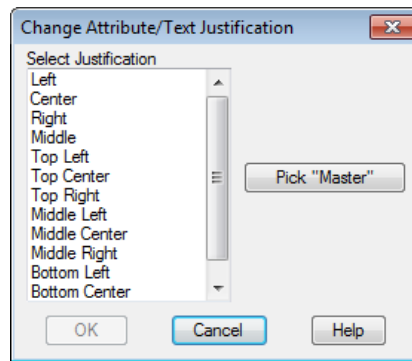 Change Attribute/Text Justification
Select Justification
Left
Center
Right
Middle
Top Left
Top Center
Top Right
Middle Left
Middle Center
Middle Right
Bottom Left
Bottom Center
Pick "Master"
OK
Cancel
Help